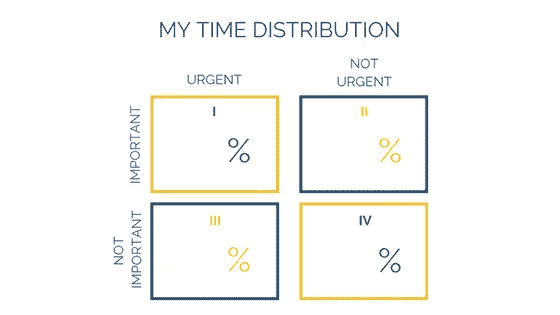 MY TIME DISTRIBUTION
URGENT
NOT
URGENT
IMPORTANT
I
%
Ii
%
NOT
IMPORTANT
III
%
IV
%